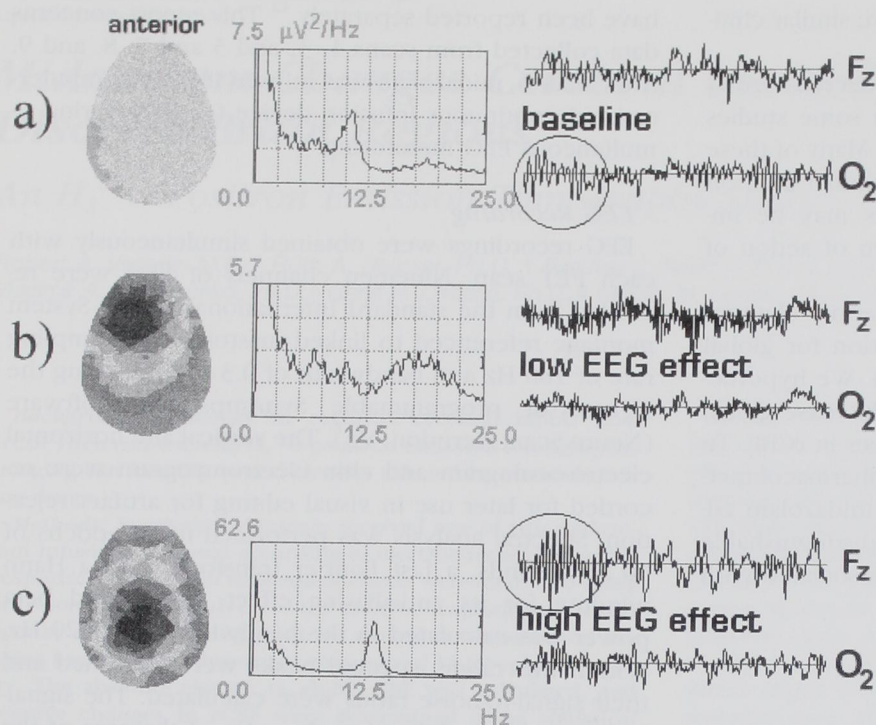 anterior
a)
7.5 μV²/Hz
0.0 12.5 25.0
Fz
baseline
O2
b)
5.7
0.0 12.5 25.0
Fz
low EEG effect
O2
c)
62.6
0.0 12.5 25.0
Hz
Fz
high EEG effect
O2